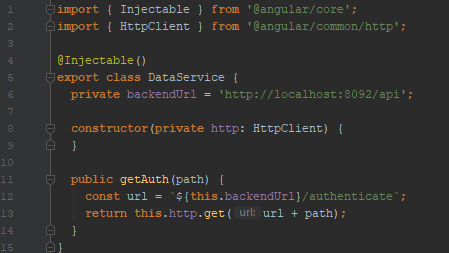 1 import { Injectable } from '@angular/core';
2 import { HttpClient } from '@angular/common/http';
3
4 @Injectable()
5 export class DataService {
6 private backendUrl = 'http://localhost:8092/api';
7
8 constructor(private http: HttpClient) {
9 }
10
11 public getAuth(path) {
12 const url = `${this.backendUrl}/authenticate`;
13 return this.http.get( url: url + path);
14 }
15 }